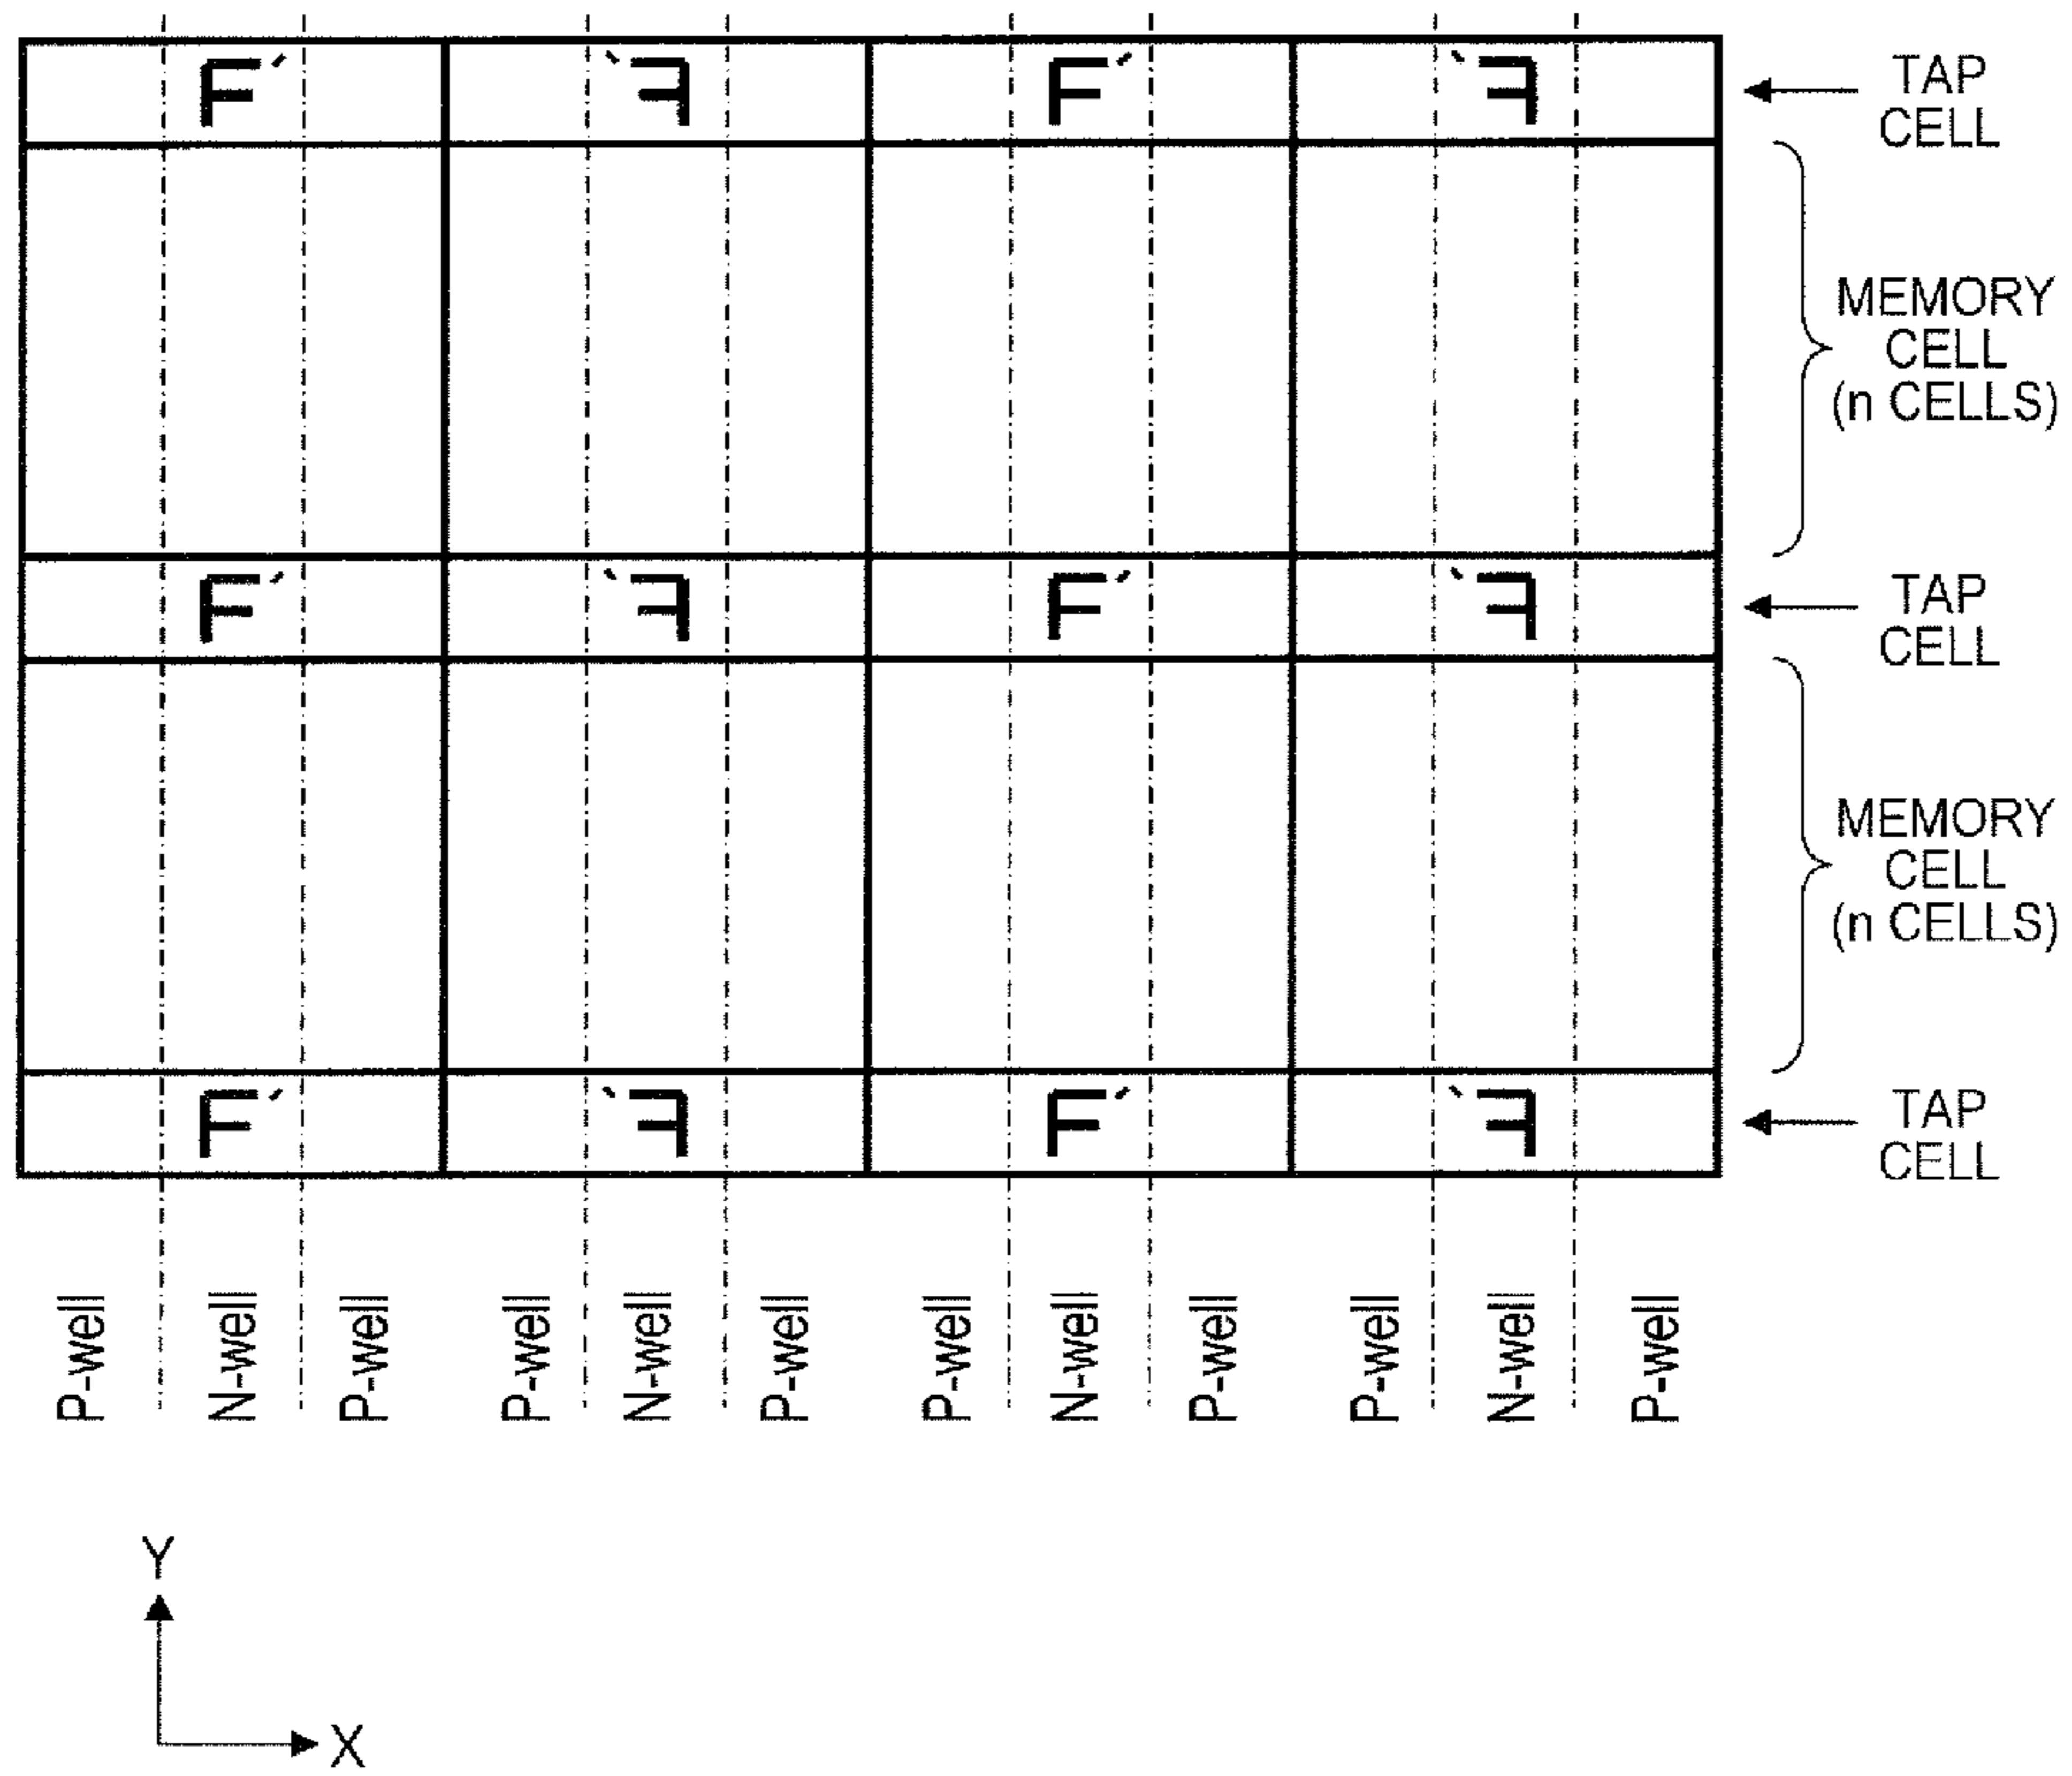 F' F' F' F'
TAP
CELL
MEMORY
CELL
(n CELLS)
F' F' F' F'
TAP
CELL
MEMORY
CELL
(n CELLS)
F' F' F' F'
TAP
CELL
P-well N-well P-well P-well N-well P-well P-well N-well P-well P-well N-well P-well
Y
X